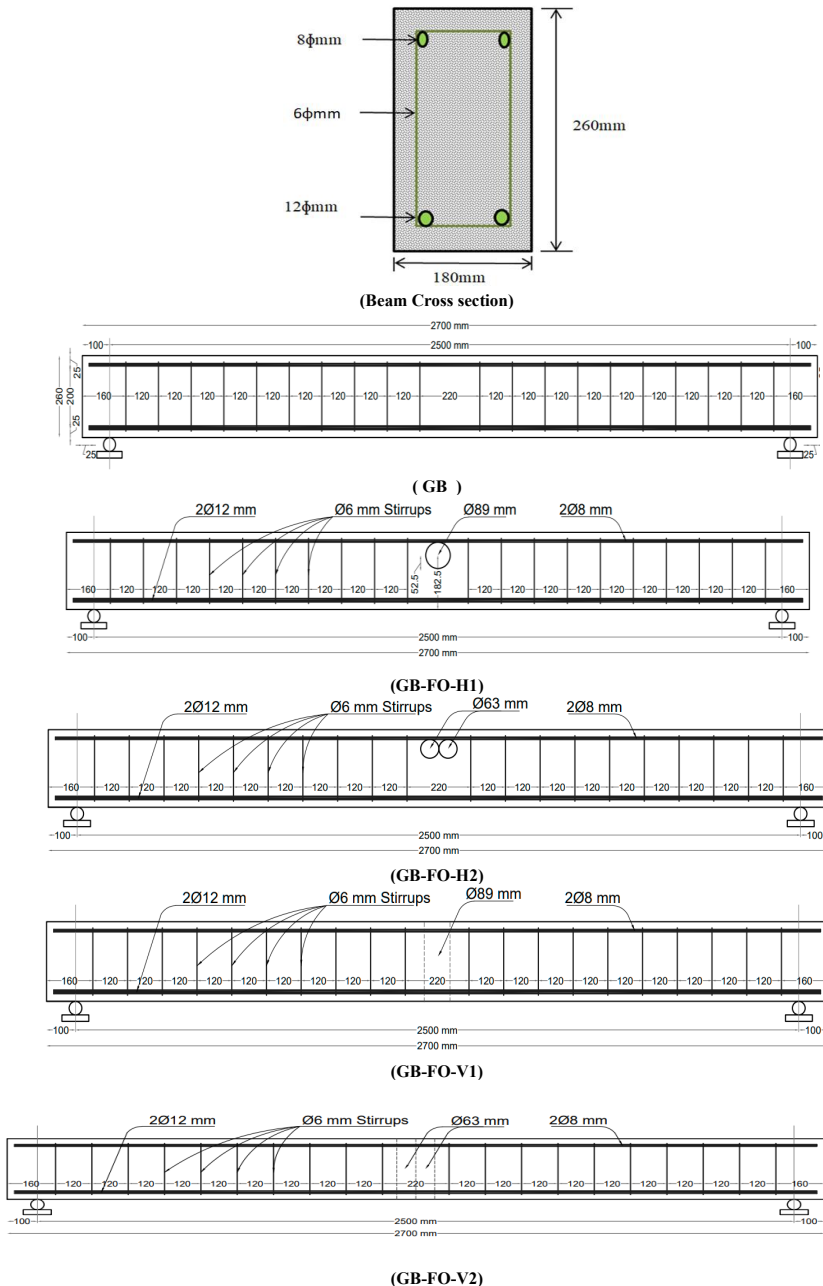 8ϕmm
6ϕmm
260mm
12ϕmm
180mm
(Beam Cross section)
2700 mm
100 2500 mm 100
260 200 25 25
160 120 120 120 120 120 120 120 120 120 220 120 120 120 120 120 120 120 120 120 160
25 25
( GB )
2Ø12 mm Ø6 mm Stirrups Ø89 mm 2Ø8 mm
160 120 120 120 120 120 120 120 120 120 52.5 182.5 120 120 120 120 120 120 120 120 120 160
100 2500 mm 100
2700 mm
(GB-FO-H1)
2Ø12 mm Ø6 mm Stirrups Ø63 mm 2Ø8 mm
160 120 120 120 120 120 120 120 120 120 220 120 120 120 120 120 120 120 120 120 160
100 2500 mm 100
2700 mm
(GB-FO-H2)
2Ø12 mm Ø6 mm Stirrups Ø89 mm 2Ø8 mm
160 120 120 120 120 120 120 120 120 120 220 120 120 120 120 120 120 120 120 120 160
100 2500 mm 100
2700 mm
(GB-FO-V1)
2Ø12 mm Ø6 mm Stirrups Ø63 mm 2Ø8 mm
160 120 120 120 120 120 120 120 120 120 220 120 120 120 120 120 120 120 120 120 160
100 2500 mm 100
2700 mm
(GB-FO-V2)